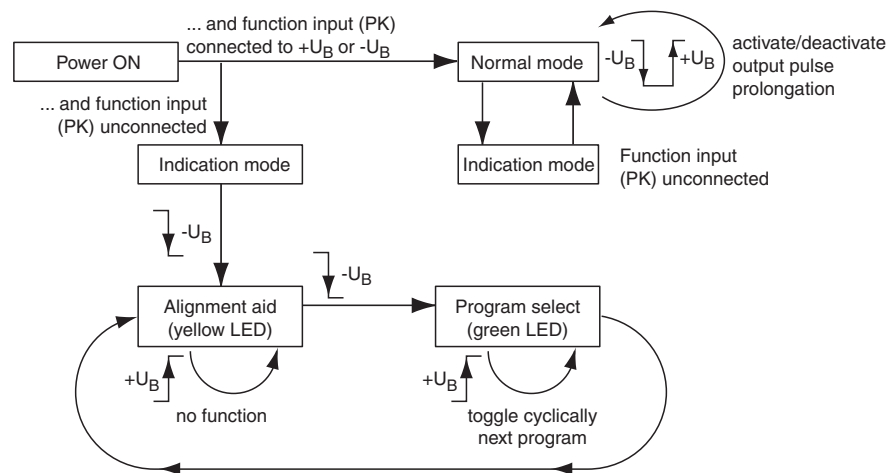 ... and function input (PK)
connected to +UB or -UB
Power ON
Normal mode
-UB
+UB
activate/deactivate
output pulse
prolongation
... and function input
(PK) unconnected
Indication mode
Indication mode
Function input
(PK) unconnected
-UB
-UB
Alignment aid
(yellow LED)
Program select
(green LED)
+UB
no function
+UB
toggle cyclically
next program